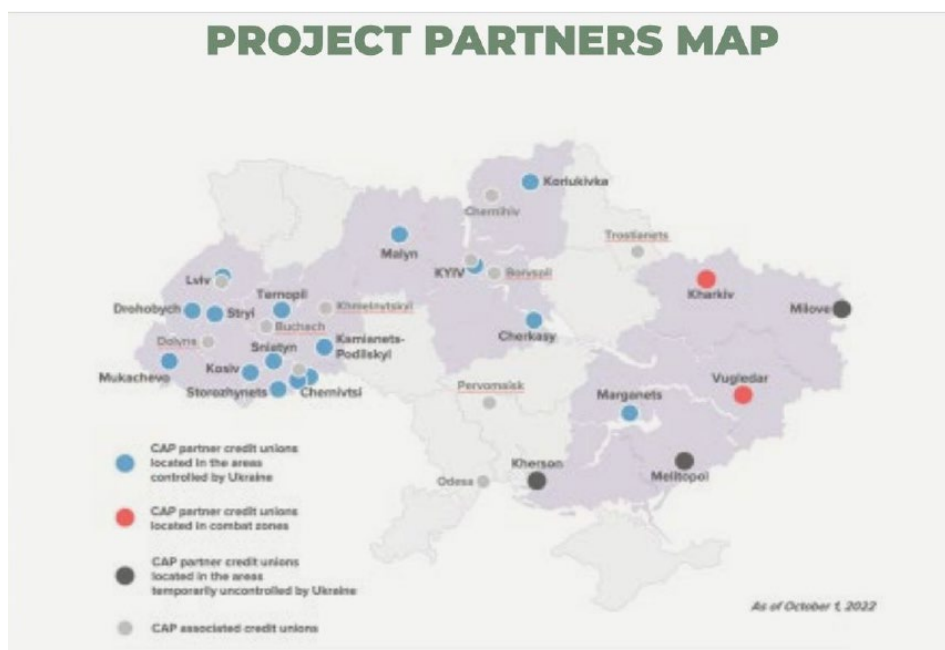 PROJECT PARTNERS MAP
Koriukivka
Chernihiv
Trostianets
Malyn
KYIV
Boryspil
Lviv
Kharkiv
Ternopil
Khmelnytskyi
Milove
Drohobych
Stryi
Buchach
Cherkasy
Dolyna
Sniatyn
Kamianets-
Podilskyi
Mukachevo
Kosiv
Vugledar
Pervomaisk
Storozhynets
Chernivtsi
Marganets
Kherson
Melitopol
Odesa
CAP partner credit unions
located in the areas
controlled by Ukraine
CAP partner credit unions
located in combat zones
CAP partner credit unions
located in the areas
temporarily uncontrolled by Ukraine
CAP associated credit unions
As of October 1, 2022